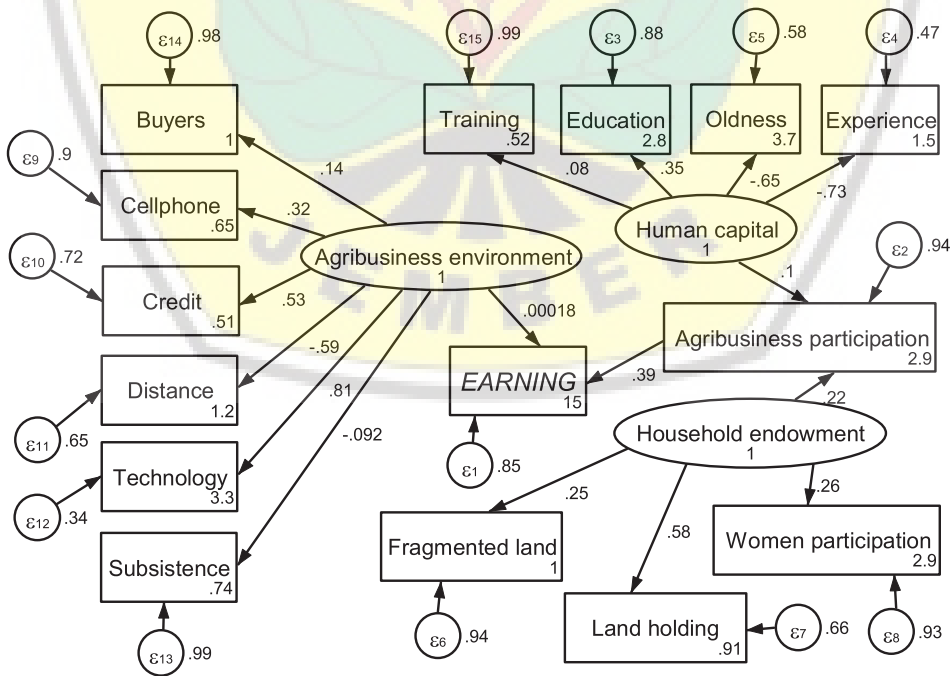 ε14 .98
ε15 .99
ε3 .88
ε5 .58
ε4 .47
Buyers
1
Training
.52
Education
2.8
Oldness
3.7
Experience
1.5
ε9 .9
.14
.08
.35
-.65
-.73
Cellphone
.65
.32
Human capital
1
ε10 .72
Agribusiness environment
1
ε2 .94
Credit
.51
.53
.1
JEMBER
.00018
Agribusiness participation
2.9
-.59
Distance
1.2
.81
EARNING
15
.39
.22
ε11 .65
-.092
Household endowment
1
Technology
3.3
ε1 .85
.25
.26
ε12 .34
.58
Fragmented land
1
Women participation
2.9
Subsistence
.74
Land holding
.91
ε13 .99
ε6 .94
ε7 .66
ε8 .93